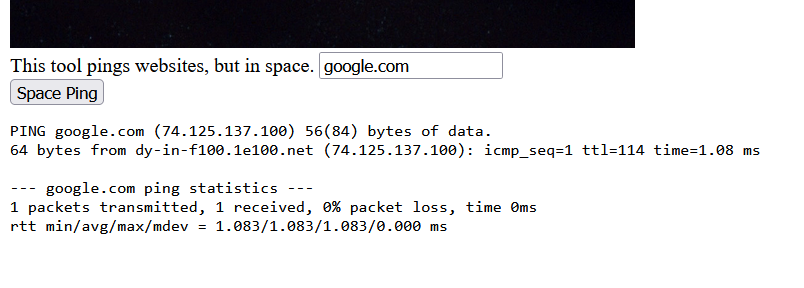 This tool pings websites, but in space. google.com
Space Ping
PING google.com (74.125.137.100) 56(84) bytes of data.
64 bytes from dy-in-f100.1e100.net (74.125.137.100): icmp_seq=1 ttl=114 time=1.08 ms
--- google.com ping statistics ---
1 packets transmitted, 1 received, 0% packet loss, time 0ms
rtt min/avg/max/mdev = 1.083/1.083/1.083/0.000 ms